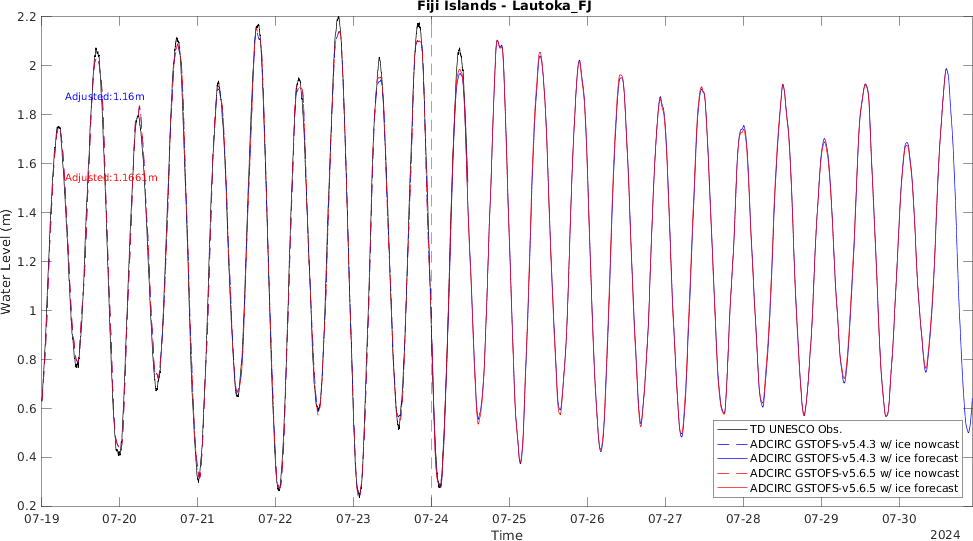 Fiji Islands - Lautoka_FJ
2.2
2
1.8
1.6
1.4
1.2
1
0.8
0.6
0.4
0.2
Water Level (m)
Adjusted:1.16m
Adjusted:1.1661m
TD UNESCO Obs.
ADCIRC GSTOFS-v5.4.3 w/ ice nowcast
ADCIRC GSTOFS-v5.4.3 w/ ice forecast
ADCIRC GSTOFS-v5.6.5 w/ ice nowcast
ADCIRC GSTOFS-v5.6.5 w/ ice forecast
07-19 07-20 07-21 07-22 07-23 07-24 07-25 07-26 07-27 07-28 07-29 07-30
Time
2024